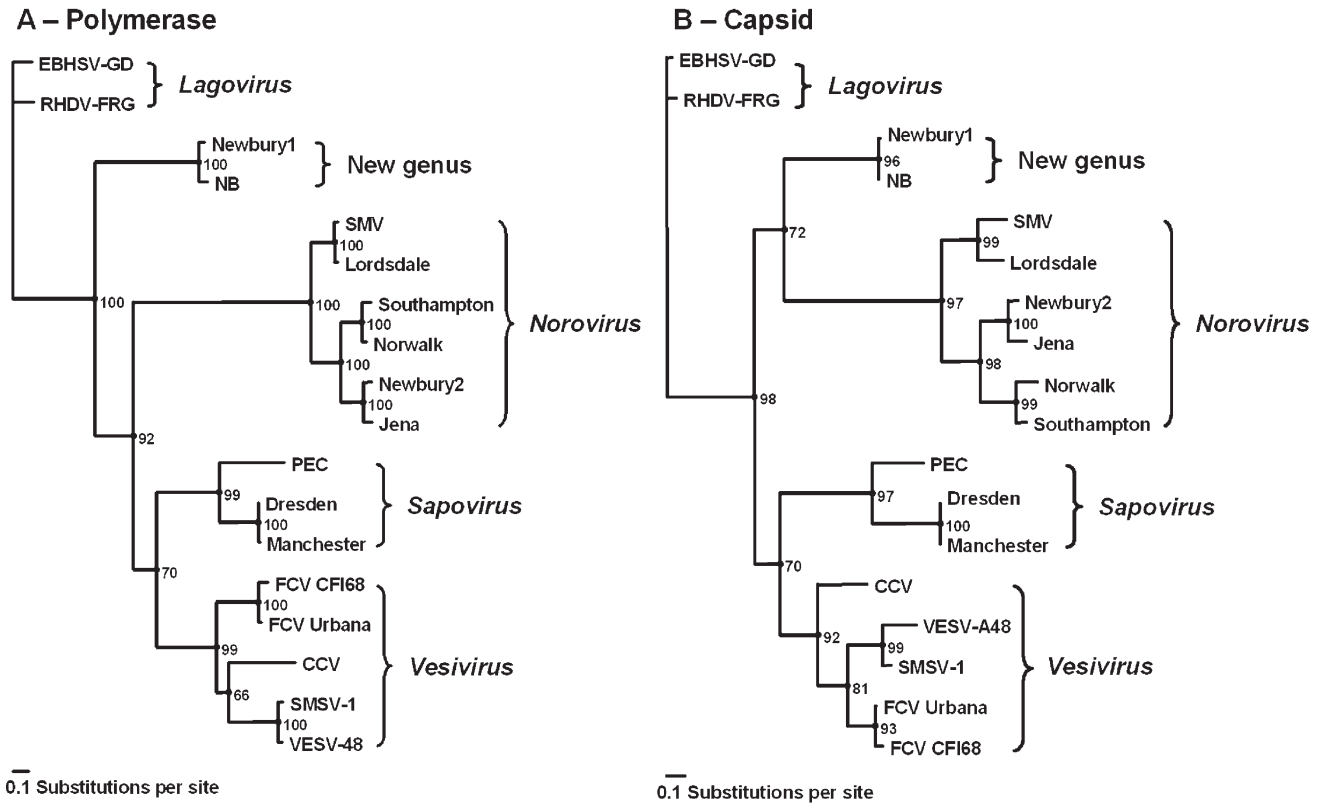 A – Polymerase
EBHSV-GD
RHDV-FRG
Lagovirus
Newbury1
100
NB
New genus
SMV
100
Lordsdale
100
100
Southampton
100
Norwalk
100
Newbury2
100
Jena
Norovirus
92
PEC
99
Dresden
100
Manchester
Sapovirus
70
FCV CFI68
100
FCV Urbana
99
CCV
66
SMSV-1
100
VESV-48
Vesivirus
0.1 Substitutions per site
B – Capsid
EBHSV-GD
RHDV-FRG
Lagovirus
Newbury1
96
NB
New genus
72
SMV
99
Lordsdale
97
Newbury2
100
Jena
98
Norwalk
99
Southampton
Norovirus
98
PEC
97
Dresden
100
Manchester
Sapovirus
70
CCV
92
VESV-A48
99
SMSV-1
81
FCV Urbana
93
FCV CFI68
Vesivirus
0.1 Substitutions per site